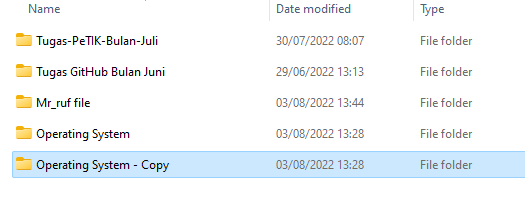 Name Date modified Type
Tugas-PeTIK-Bulan-Juli 30/07/2022 08:07 File folder
Tugas GitHub Bulan Juni 29/06/2022 13:13 File folder
Mr_ruf file 03/08/2022 13:44 File folder
Operating System 03/08/2022 13:28 File folder
Operating System - Copy 03/08/2022 13:28 File folder